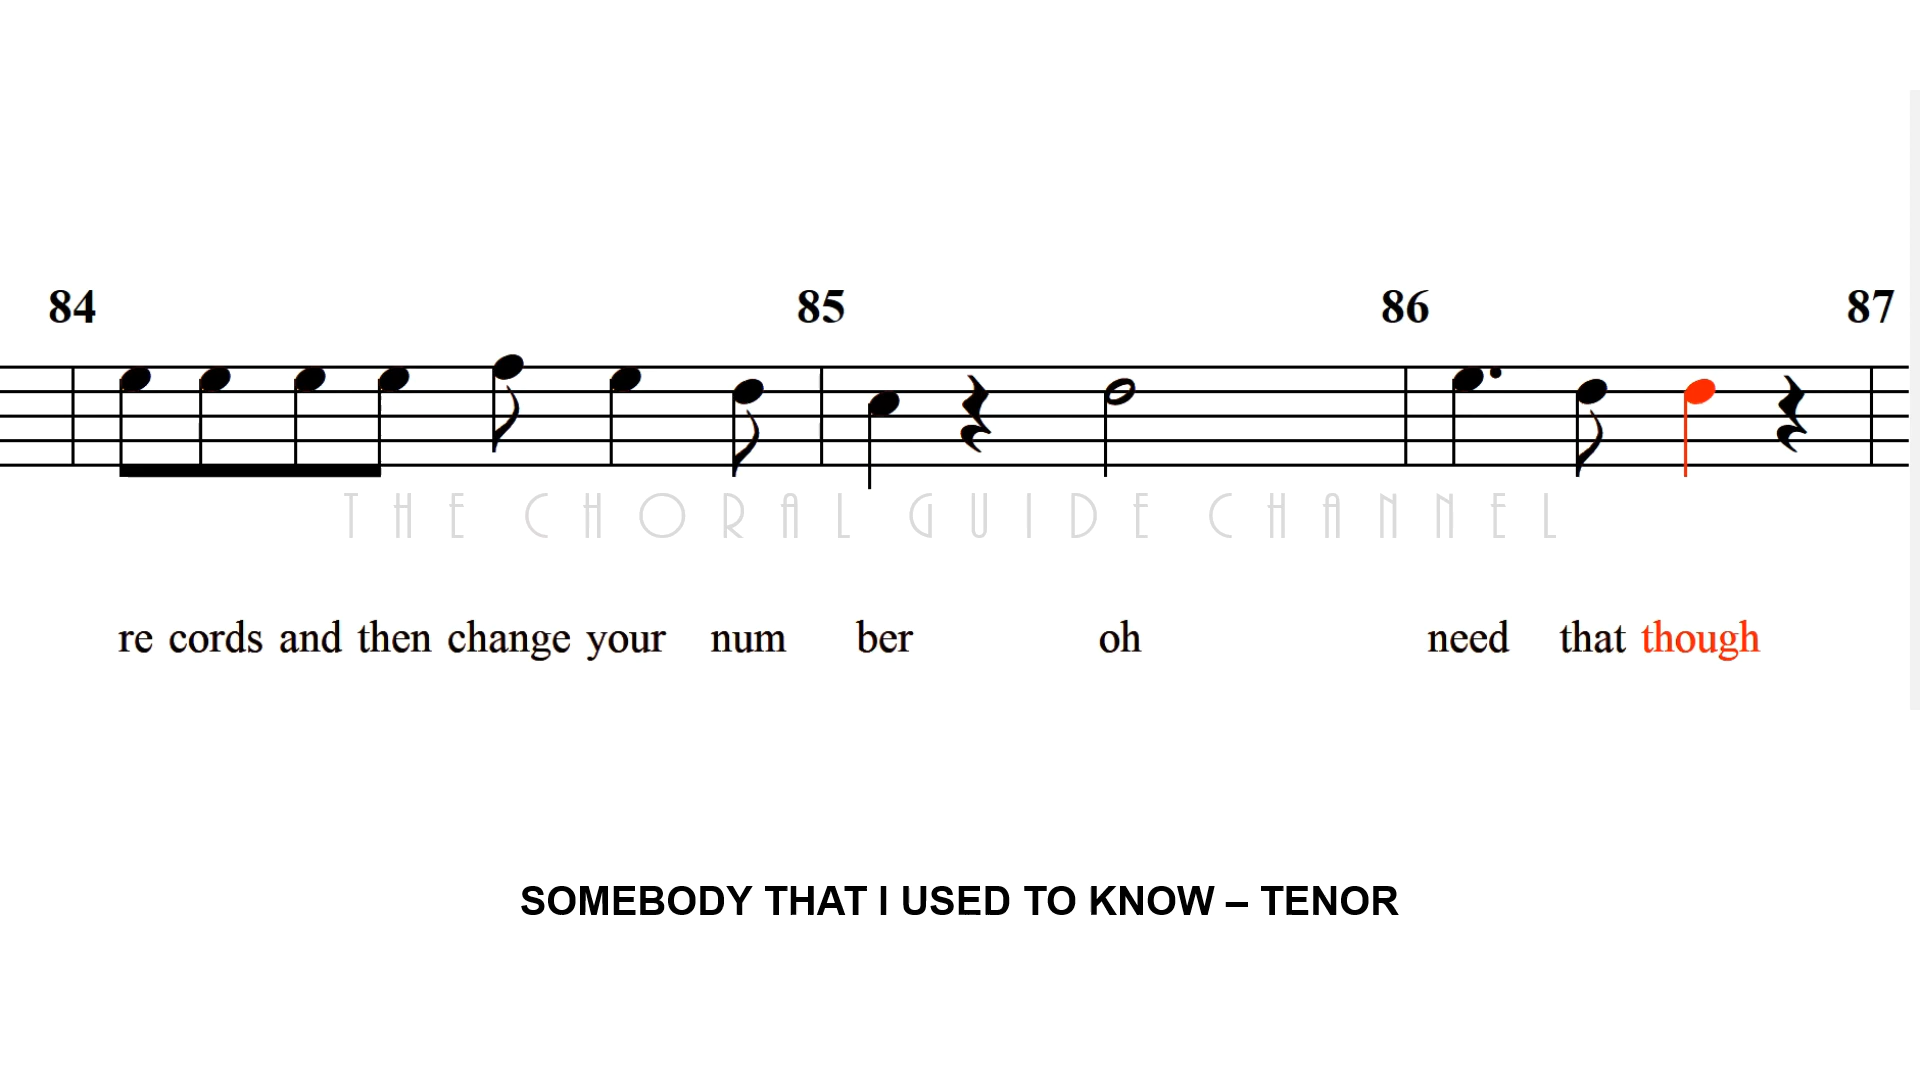 84 85 86 87
THE CHORAL GUIDE CHANNEL
re cords and then change your num ber oh need that though
SOMEBODY THAT I USED TO KNOW – TENOR